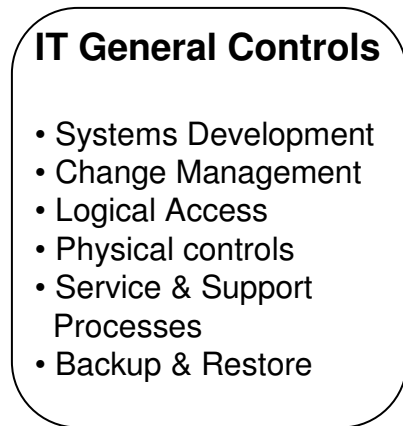 IT General Controls
• Systems Development
• Change Management
• Logical Access
• Physical controls
• Service & Support
Processes
• Backup & Restore